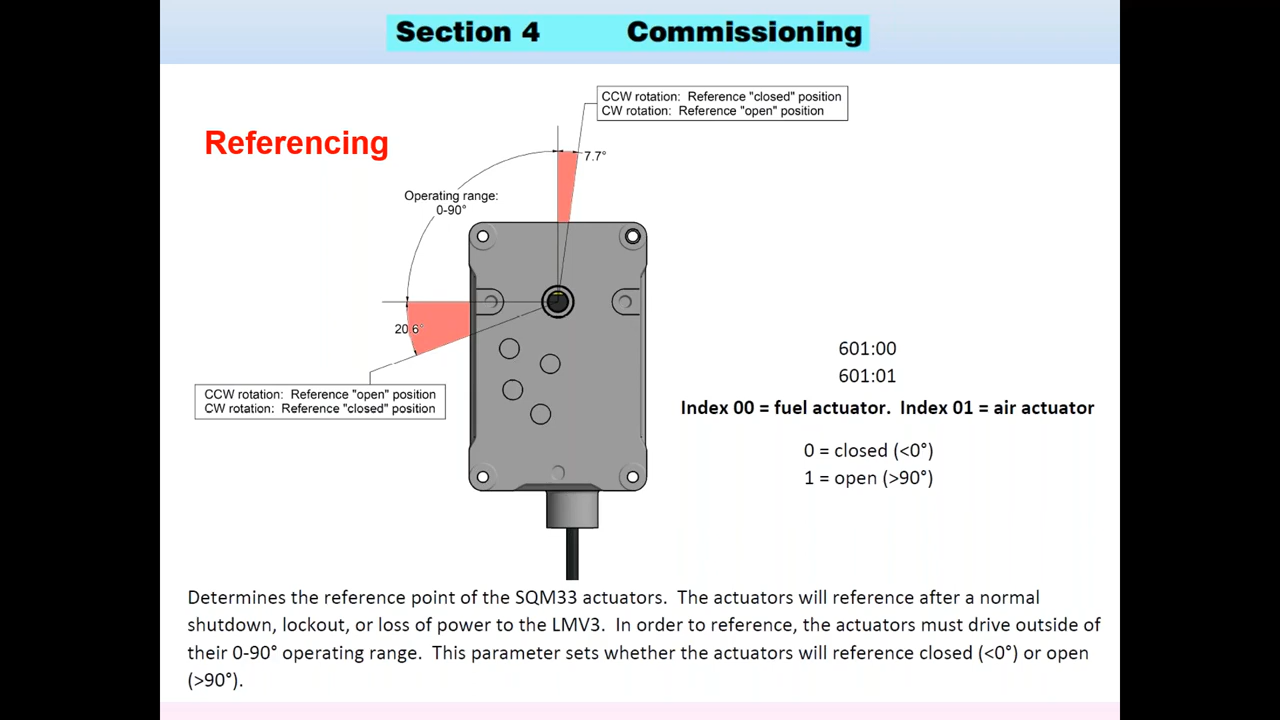 Section 4 Commissioning
CCW rotation: Reference "closed" position
CW rotation: Reference "open" position
Referencing
7.7°
Operating range:
0-90°
20.6°
CCW rotation: Reference "open" position
CW rotation: Reference "closed" position
601:00
601:01
Index 00 = fuel actuator. Index 01 = air actuator
0 = closed (<0°)
1 = open (>90°)
Determines the reference point of the SQM33 actuators. The actuators will reference after a normal
shutdown, lockout, or loss of power to the LMV3. In order to reference, the actuators must drive outside of
their 0-90° operating range. This parameter sets whether the actuators will reference closed (<0°) or open
(>90°).